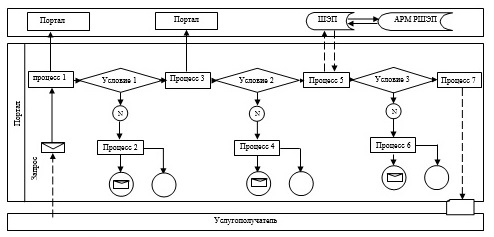 Портал
Портал
ШЭП
АРМ РШЭП
Портал
процесс 1
Условие 1
Процесс 3
Условие 2
Процесс 5
Условие 3
Процесс 7
N
N
N
Процесс 2
Процесс 4
Процесс 6
Запрос
Услугополучатель